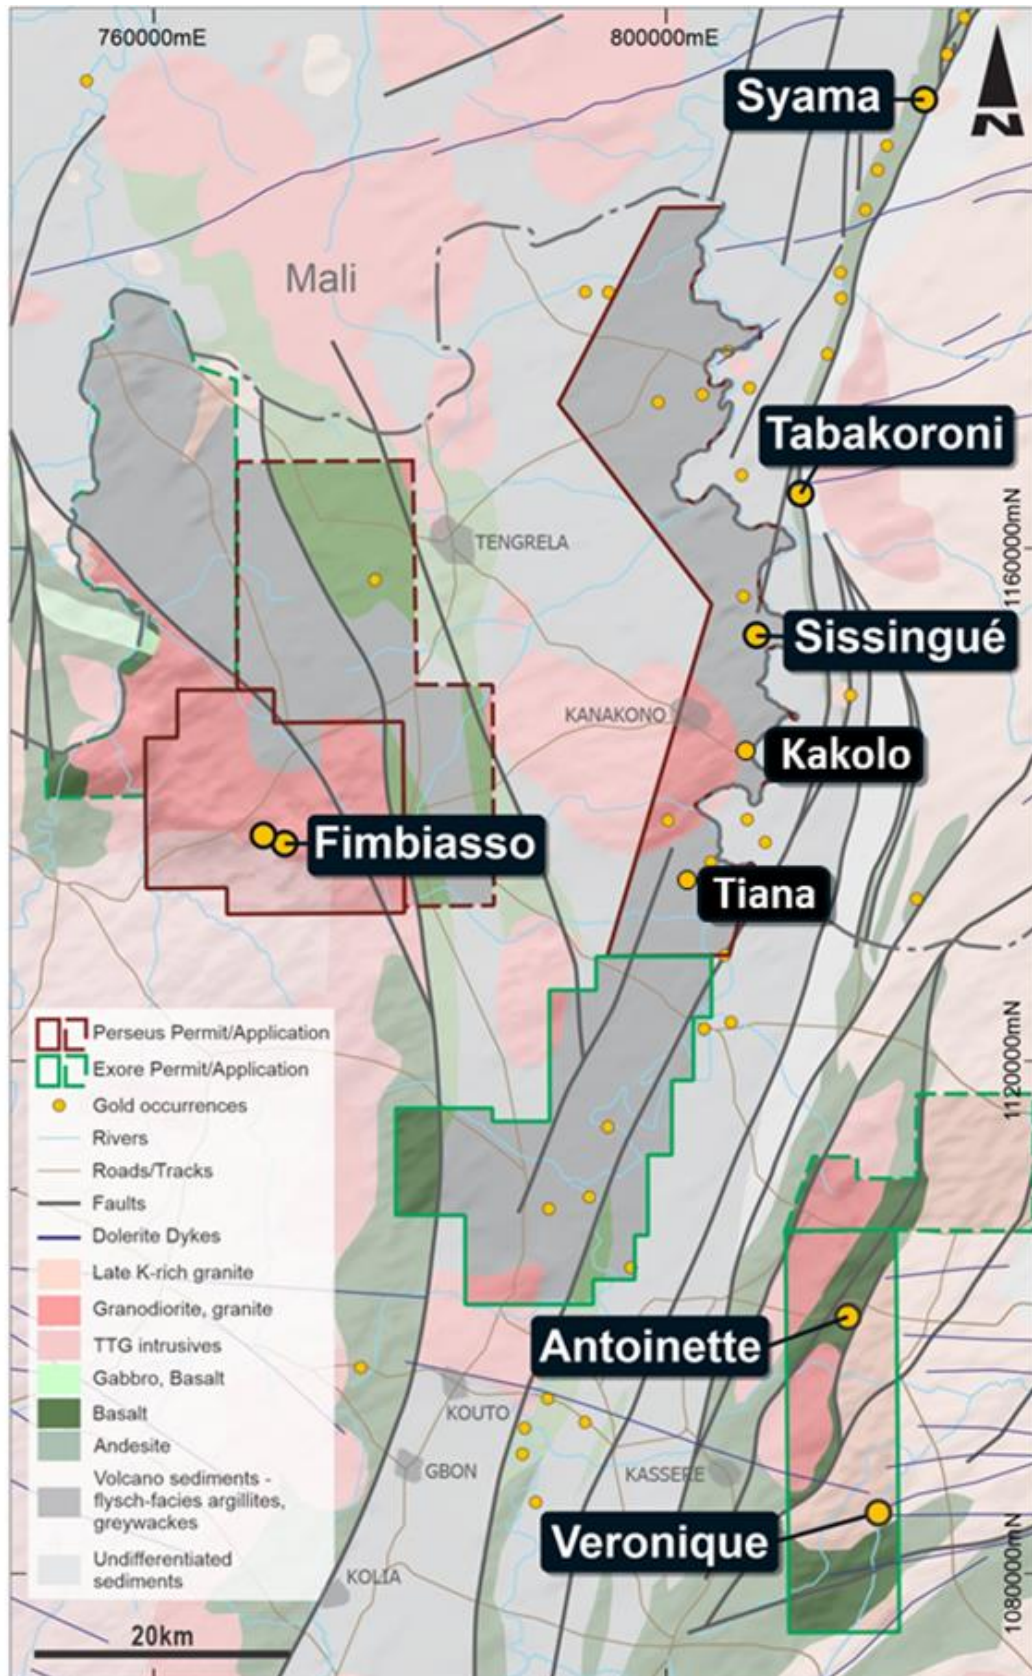 760000mE
800000mE
Syama
N
Mali
Tabakoroni
TENGRELA
1160000mN
Sissingué
KANAKONO
Kakolo
Fimbiasso
Tiana
Perseus Permit/Application
Exore Permit/Application
Gold occurrences
Rivers
Roads/Tracks
Faults
Dolerite Dykes
Late K-rich granite
Granodiorite, granite
TTG intrusives
Gabbro, Basalt
Basalt
Andesite
Volcano sediments -
flysch-facies argillites,
greywackes
Undifferentiated
sediments
20km
1120000mN
Antoinette
KOUTO
GBON
KASSERE
Veronique
KOLIA
1080000mN